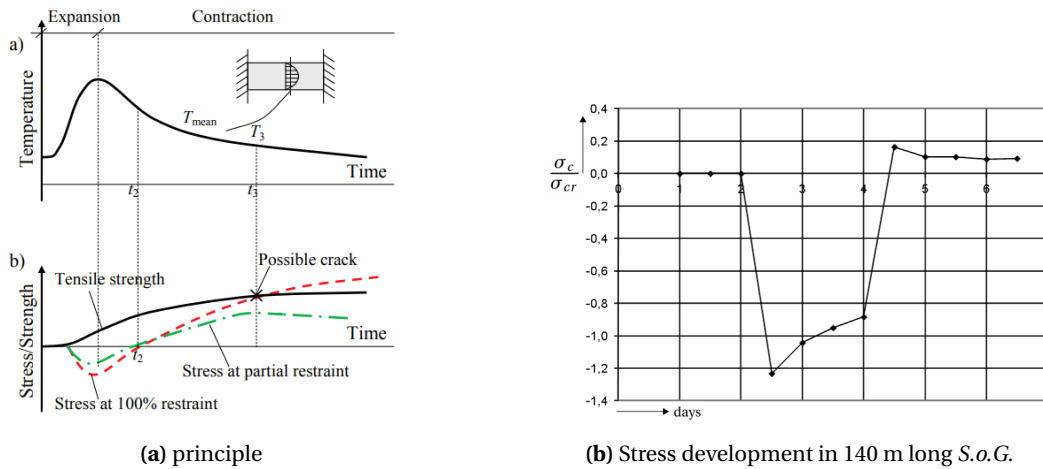 Expansion
Contraction
a)
Temperature
T_mean
T_3
Time
t_2
t_3
b)
Stress/Strength
Tensile strength
Possible crack
Time
t_2
Stress at partial restraint
Stress at 100% restraint
(a) principle
0,4
0,2
0,0
-0,2
-0,4
-0,6
-0,8
-1,0
-1,2
-1,4
σ_c
σ_cr
0 1 2 3 4 5 6
days
(b) Stress development in 140 m long S.o.G.